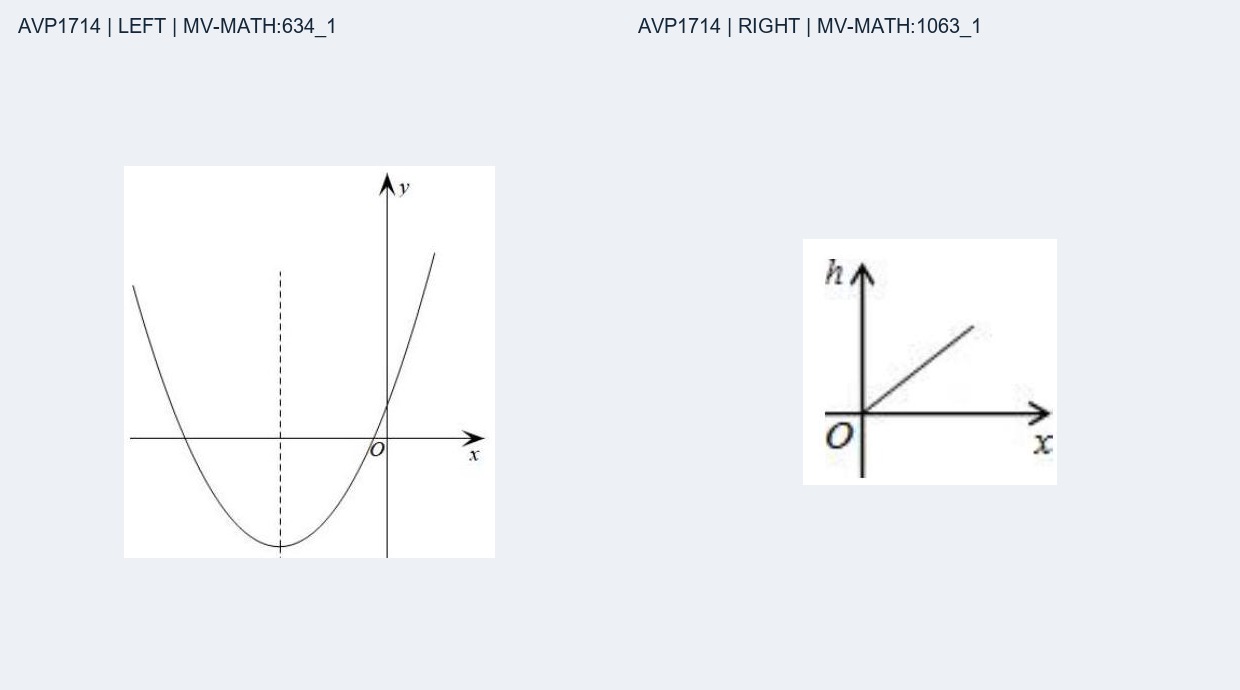 AVP1714 | LEFT | MV-MATH:634_1
AVP1714 | RIGHT | MV-MATH:1063_1
y
O
x
h
O
x